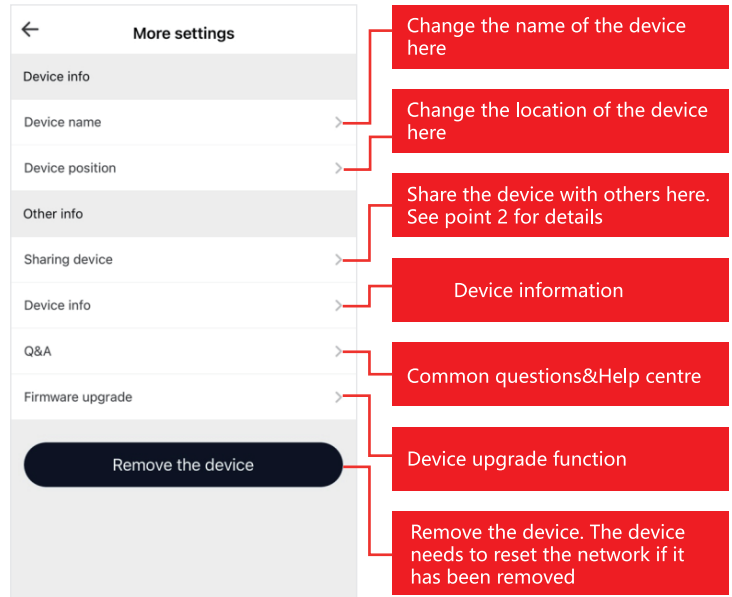 More settings
Device info
Device name
Device position
Other info
Sharing device
Device info
Q&A
Firmware upgrade
Remove the device
Change the name of the device
here
Change the location of the device
here
Share the device with others here.
See point 2 for details
Device information
Common questions&Help centre
Device upgrade function
Remove the device. The device
needs to reset the network if it
has been removed